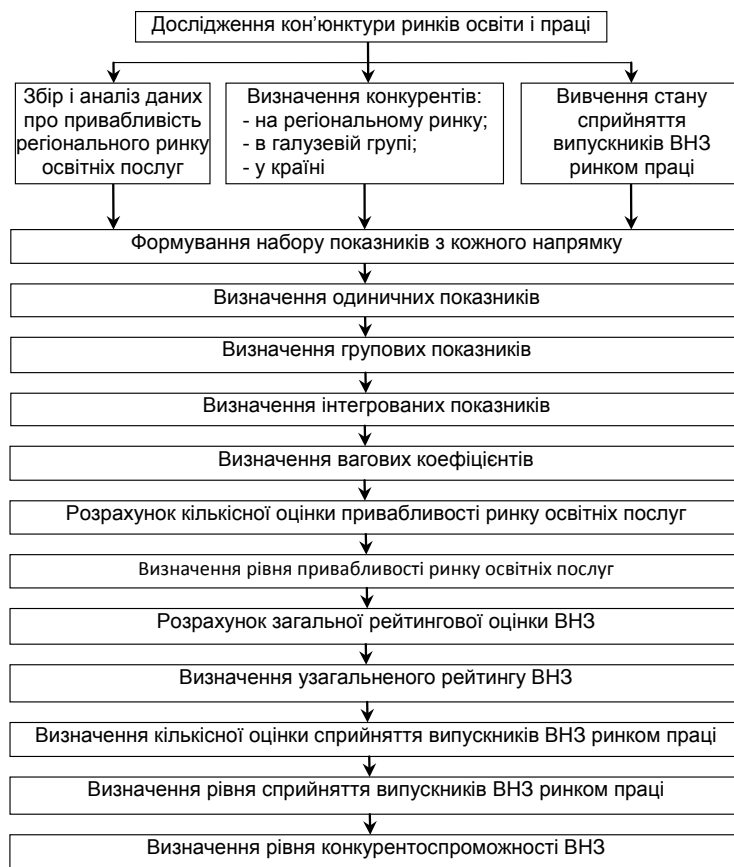 Дослідження кон’юнктури ринків освіти і праці
Збір і аналіз даних
про привабливість
регіонального ринку
освітніх послуг
Визначення конкурентів:
- на регіональному ринку;
- в галузевій групі;
- у країні
Вивчення стану
сприйняття
випускників ВНЗ
ринком праці
Формування набору показників з кожного напрямку
Визначення одиничних показників
Визначення групових показників
Визначення інтегрованих показників
Визначення вагових коефіцієнтів
Розрахунок кількісної оцінки привабливості ринку освітніх послуг
Визначення рівня привабливості ринку освітніх послуг
Розрахунок загальної рейтингової оцінки ВНЗ
Визначення узагальненого рейтингу ВНЗ
Визначення кількісної оцінки сприйняття випускників ВНЗ ринком праці
Визначення рівня сприйняття випускників ВНЗ ринком праці
Визначення рівня конкурентоспроможності ВНЗ